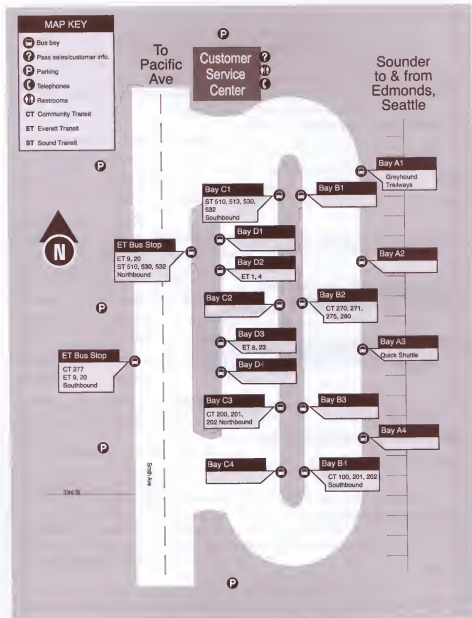 MAP KEY
Bus bay
? Pass sales/customer info.
P Parking
Telephones
Restrooms
CT Community Transit
ET Everett Transit
ST Sound Transit
P
To
Pacific
Ave
Customer
Service
Center
?
Sounder
to & from
Edmonds,
Seattle
P
Bay A1
Greyhound
Trailways
Bay C1
ST 510, 513, 530,
532
Southbound
Bay B1
N
Bay D1
ET Bus Stop
ET 9, 20
ST 510, 530, 532
Northbound
Bay D2
ET 1, 4
Bay A2
P
Bay C2
Bay B2
CT 270, 271,
275, 280
Bay D3
ET 8, 23
Bay A3
Quick Shuttle
ET Bus Stop
CT 277
ET 9, 20
Southbound
Bay D4
Bay C3
CT 200, 201,
202 Northbound
Bay B3
Bay A4
P
Smith Ave
Bay C4
Bay B4
CT 100, 201, 202
Southbound
33rd St
P